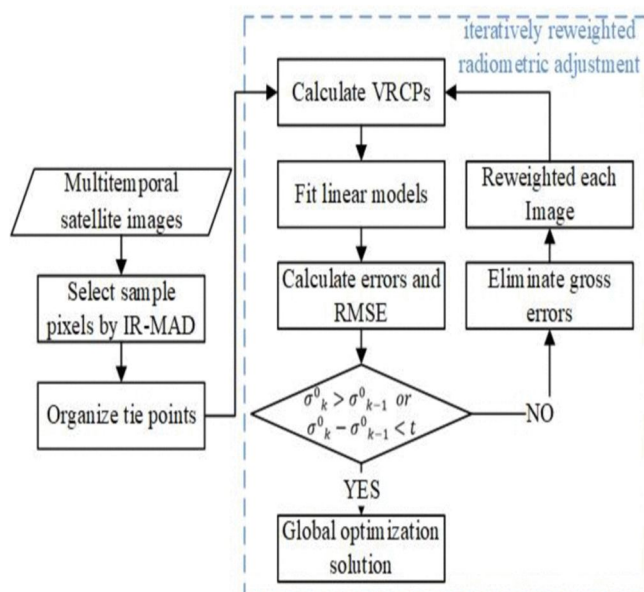 iteratively reweighted
radiometric adjustment
Multitemporal
satellite images
Select sample
pixels by IR-MAD
Organize tie points
Calculate VRCPs
Fit linear models
Calculate errors and
RMSE
σ⁰ₖ > σ⁰ₖ₋₁ or
σ⁰ₖ − σ⁰ₖ₋₁ < t
NO
Eliminate gross
errors
Reweighted each
Image
YES
Global optimization
solution